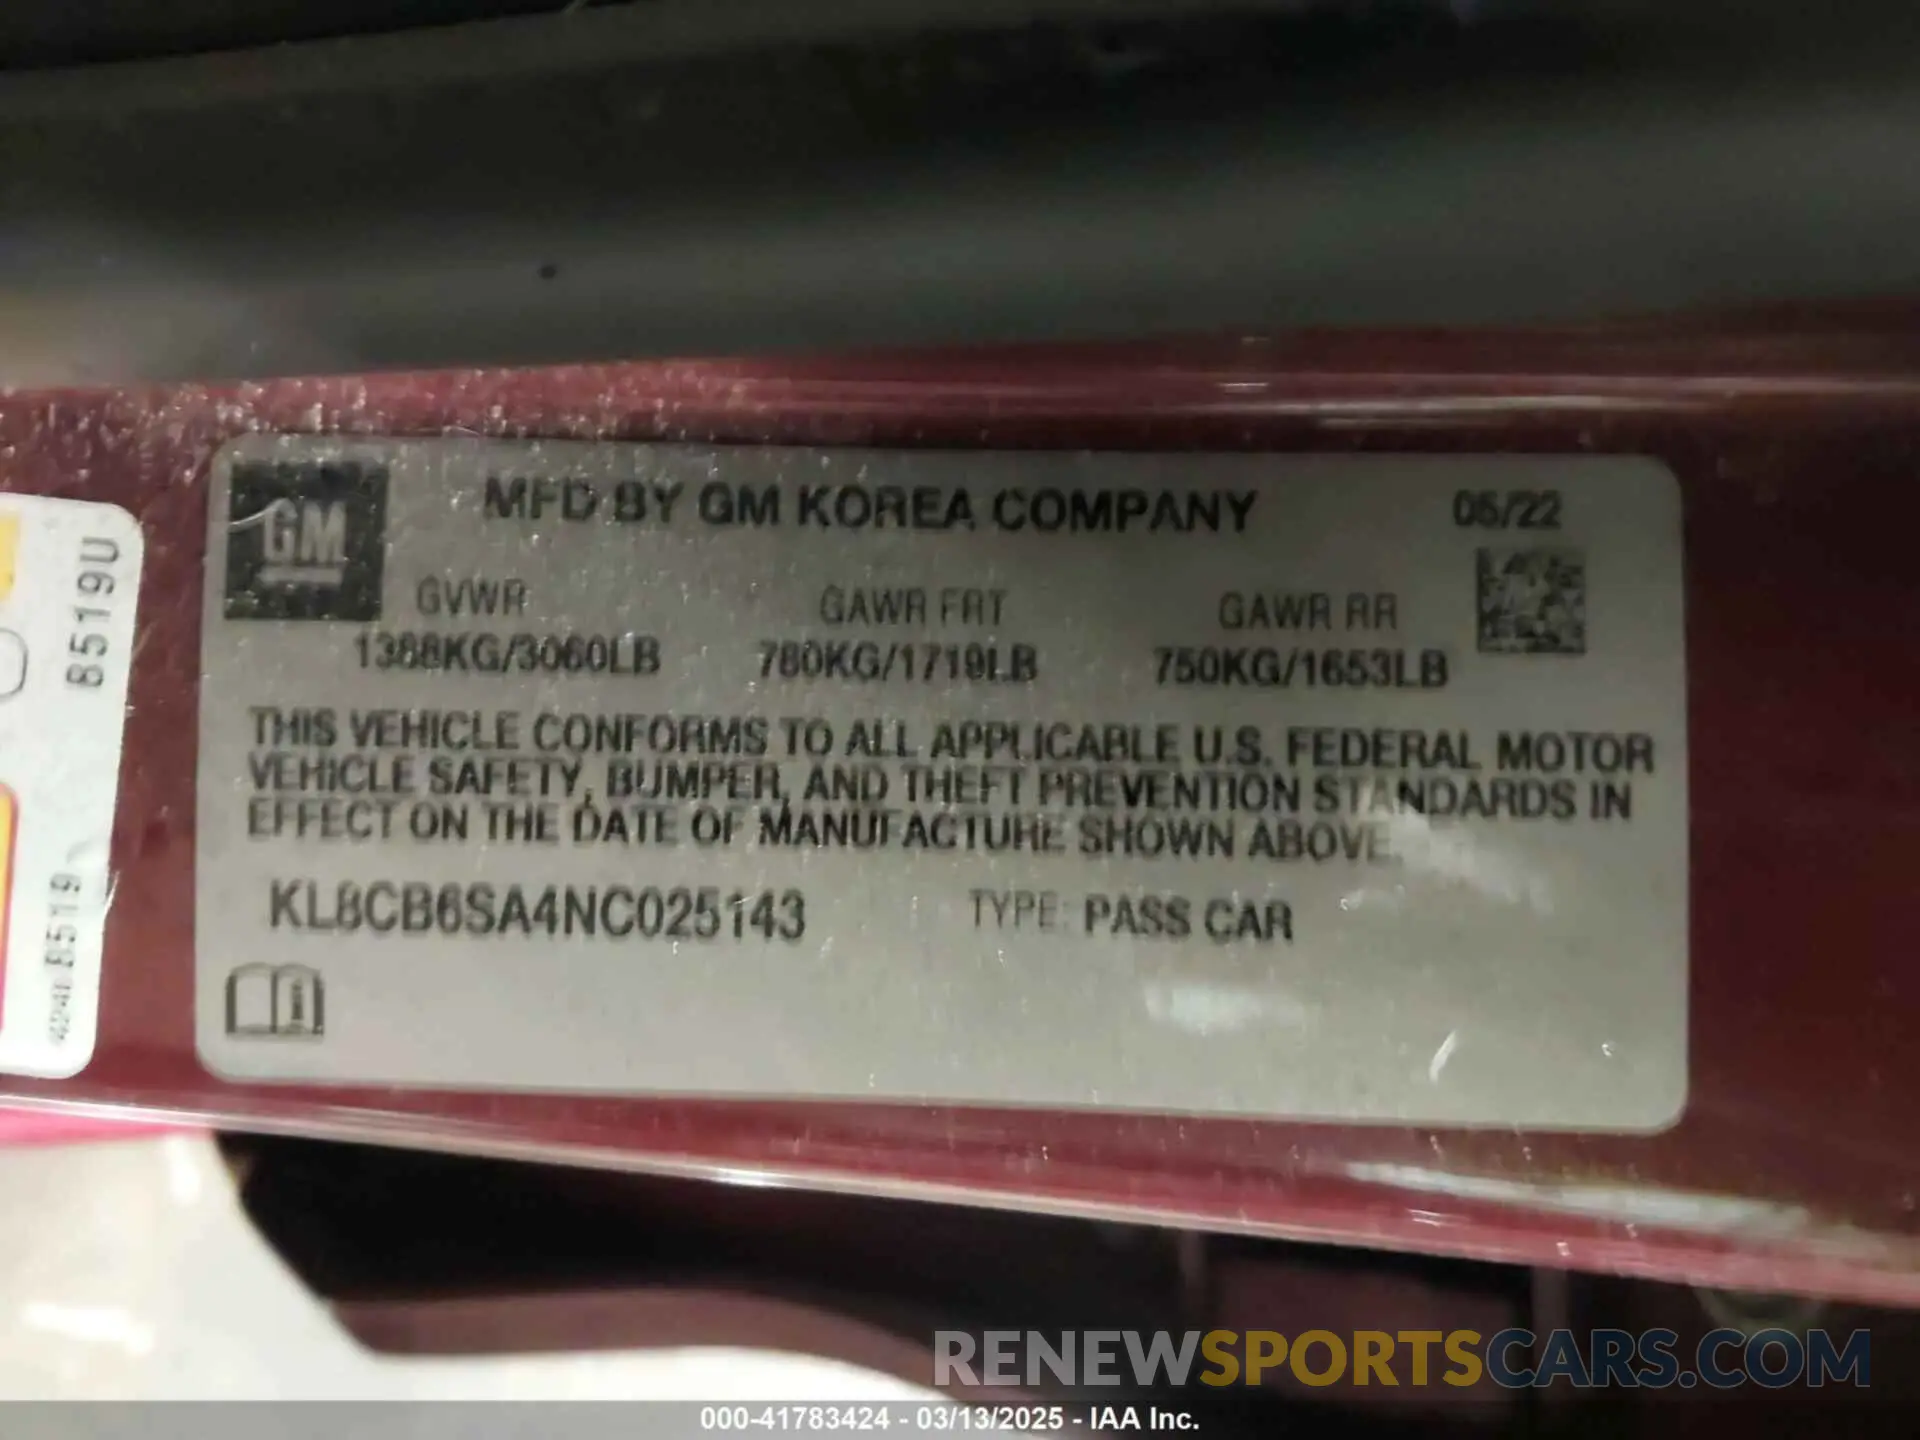 GM
MFD BY GM KOREA COMPANY 05/22
GVWR GAWR FRT GAWR RR
1388KG/3060LB 780KG/1719LB 750KG/1653LB
THIS VEHICLE CONFORMS TO ALL APPLICABLE U.S. FEDERAL MOTOR
VEHICLE SAFETY, BUMPER, AND THEFT PREVENTION STANDARDS IN
EFFECT ON THE DATE OF MANUFACTURE SHOWN ABOVE.
KL8CB6SA4NC025143 TYPE: PASS CAR
B519U
B519
RENEWSPORTSCARS.COM
000-41783424 - 03/13/2025 - IAA Inc.